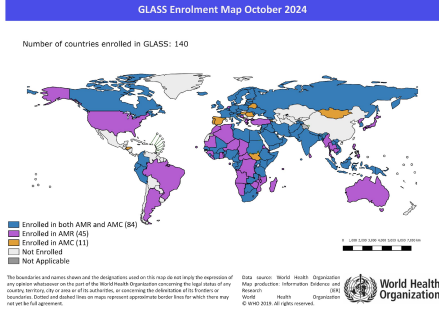 GLASS Enrolment Map October 2024
Number of countries enrolled in GLASS: 140
Enrolled in both AMR and AMC (84)
Enrolled in AMR (45)
Enrolled in AMC (11)
Not Enrolled
Not Applicable
The boundaries and names shown and the designations used on this map do not imply the expression of
any opinion whatsoever on the part of the World Health Organization concerning the legal status of any
country, territory, city or area or of its authorities, or concerning the delimitation of its frontiers or
boundaries. Dotted and dashed lines on maps represent approximate border lines for which there may
not yet be full agreement.
Data source: World Health Organization
Map production: Information Evidence and
Research (IER)
World Health Organization
© WHO 2019. All rights reserved.
World Health
Organization